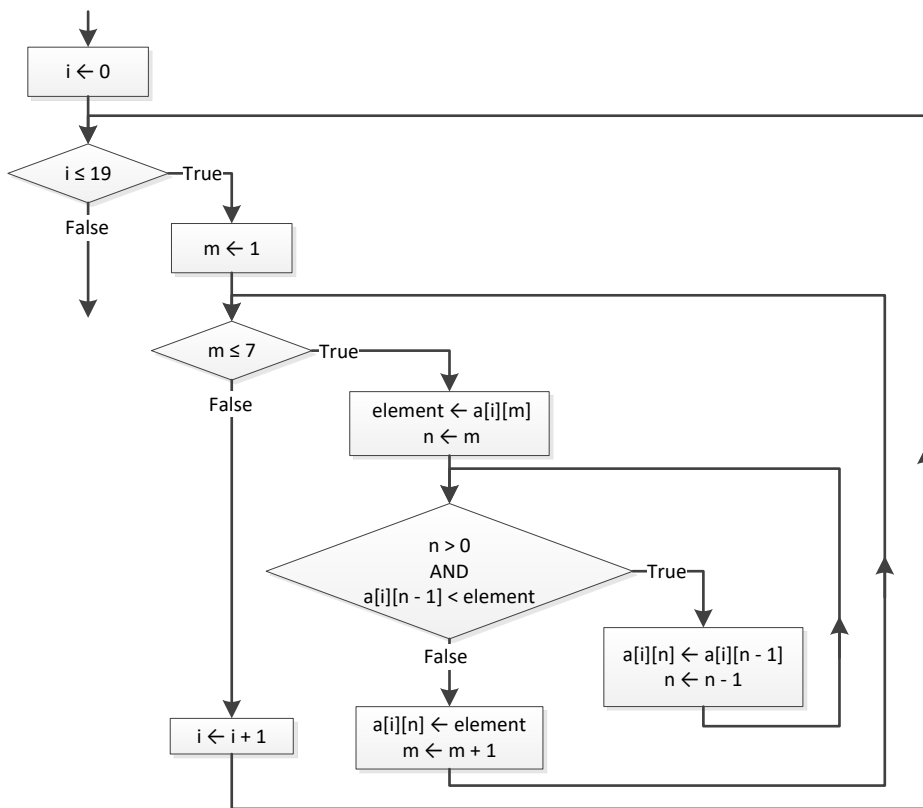 i ← 0
i ≤ 19
True
False
m ← 1
m ≤ 7
True
False
element ← a[i][m]
n ← m
n > 0
AND
a[i][n - 1] < element
True
False
a[i][n] ← a[i][n - 1]
n ← n - 1
a[i][n] ← element
m ← m + 1
i ← i + 1